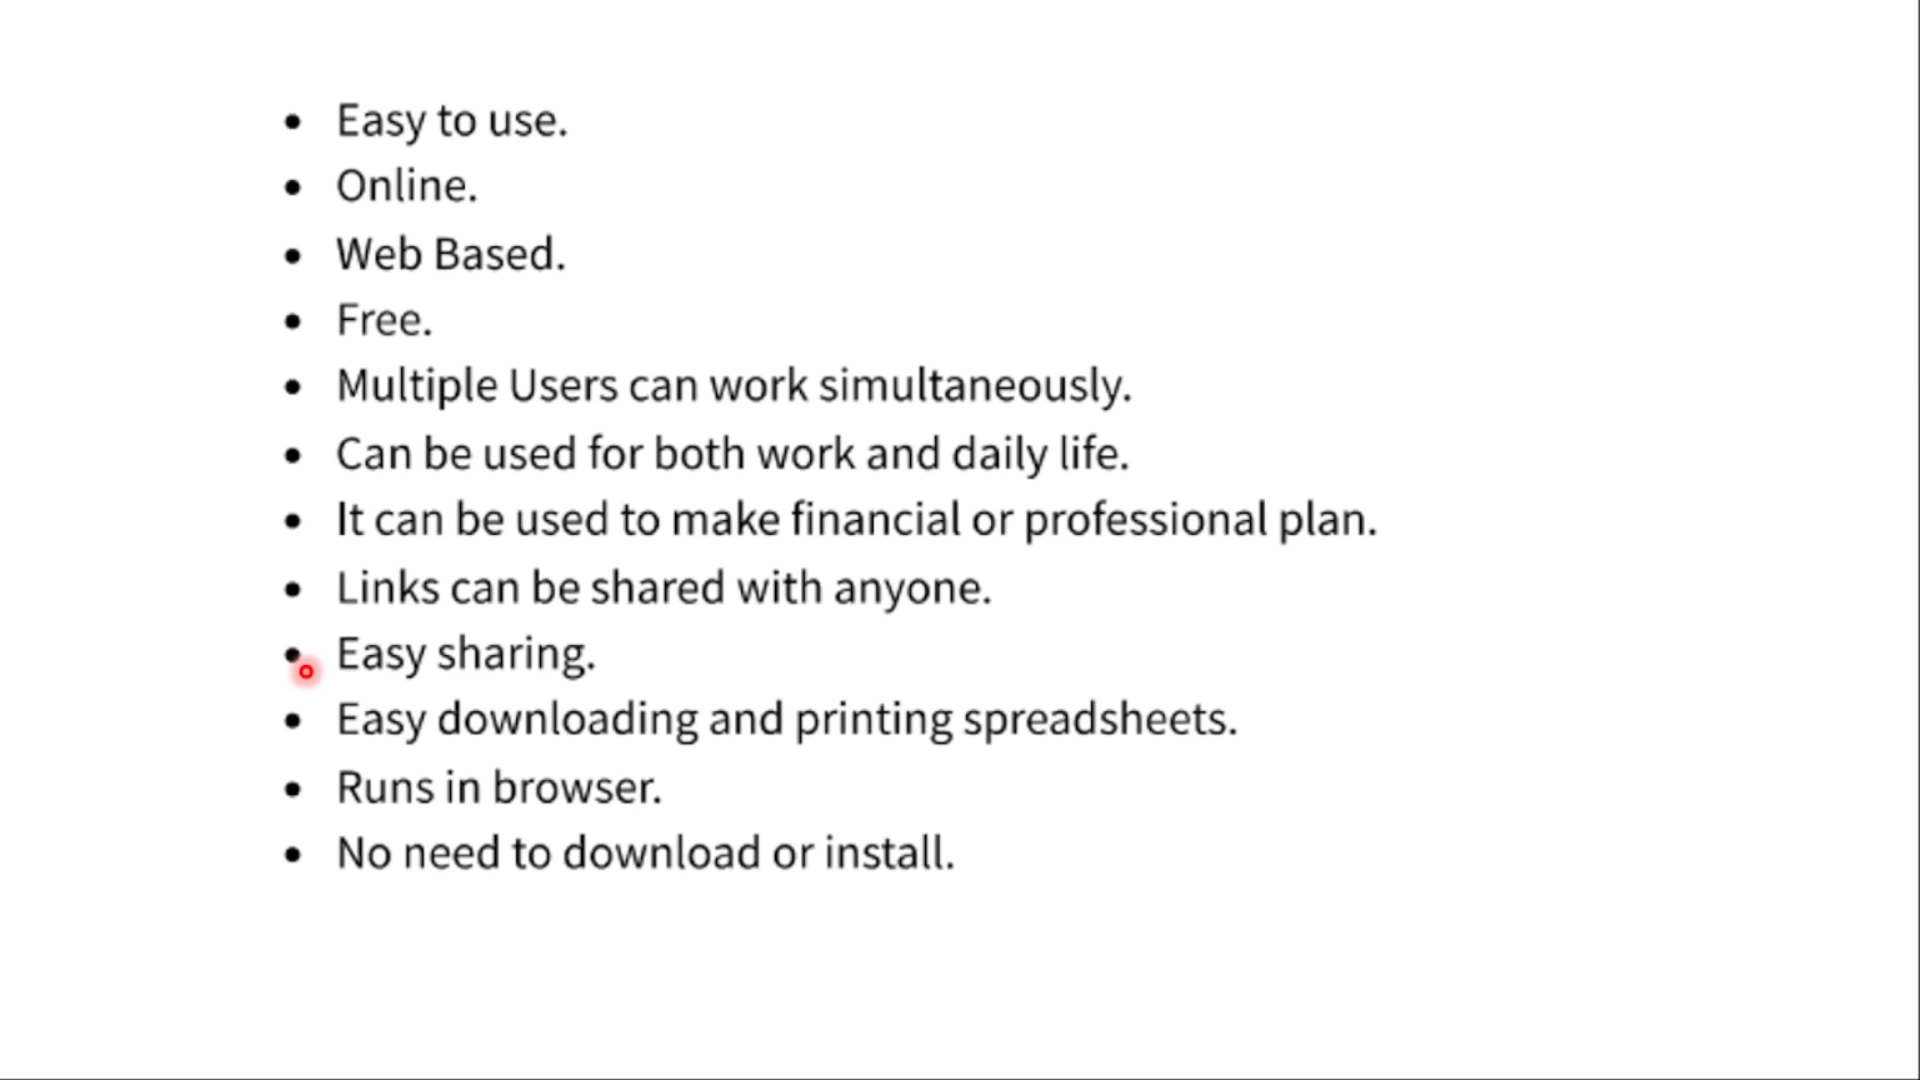 • Easy to use.
• Online.
• Web Based.
• Free.
• Multiple Users can work simultaneously.
• Can be used for both work and daily life.
• It can be used to make financial or professional plan.
• Links can be shared with anyone.
• Easy sharing.
• Easy downloading and printing spreadsheets.
• Runs in browser.
• No need to download or install.